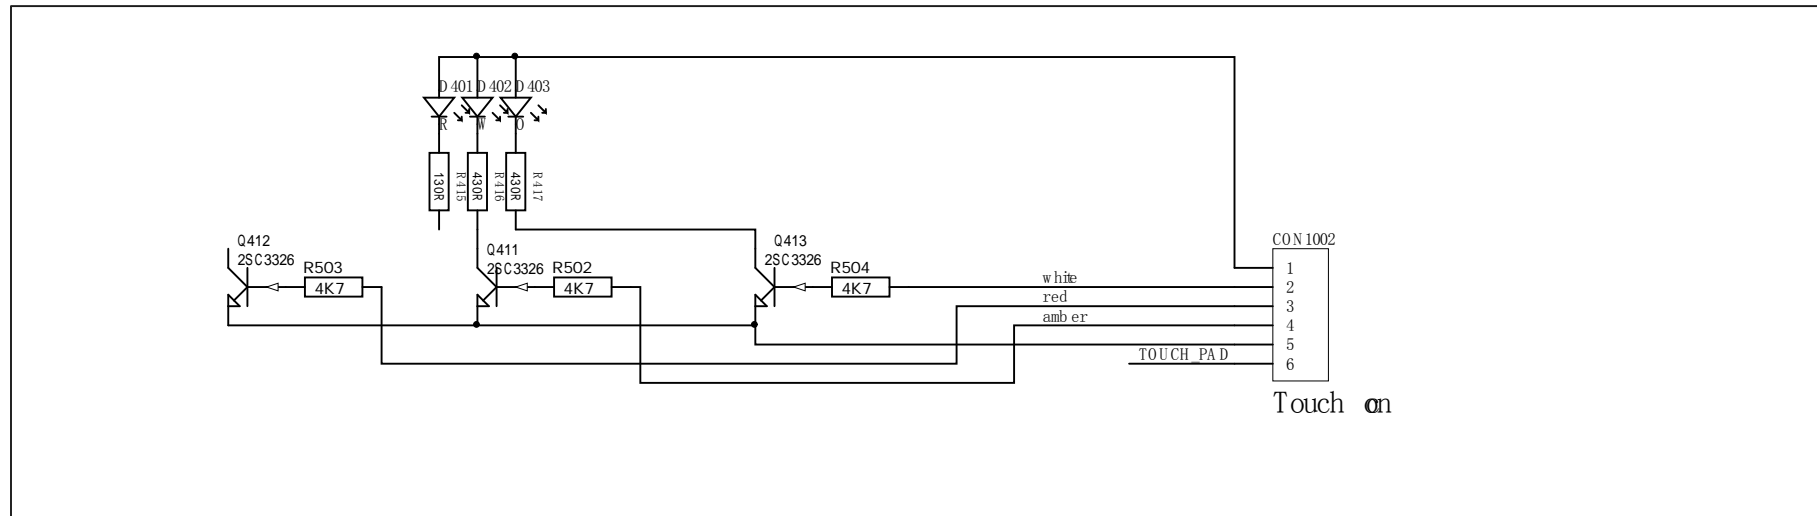 D401 D402 D403
R W O
130R R415 430R R416 430R R417
Q412
2SC3326
R503
4K7
Q411
2SC3326
R502
4K7
Q413
2SC3326
R504
4K7
white
red
amber
TOUCH_PAD
CON1002
1
2
3
4
5
6
Touch